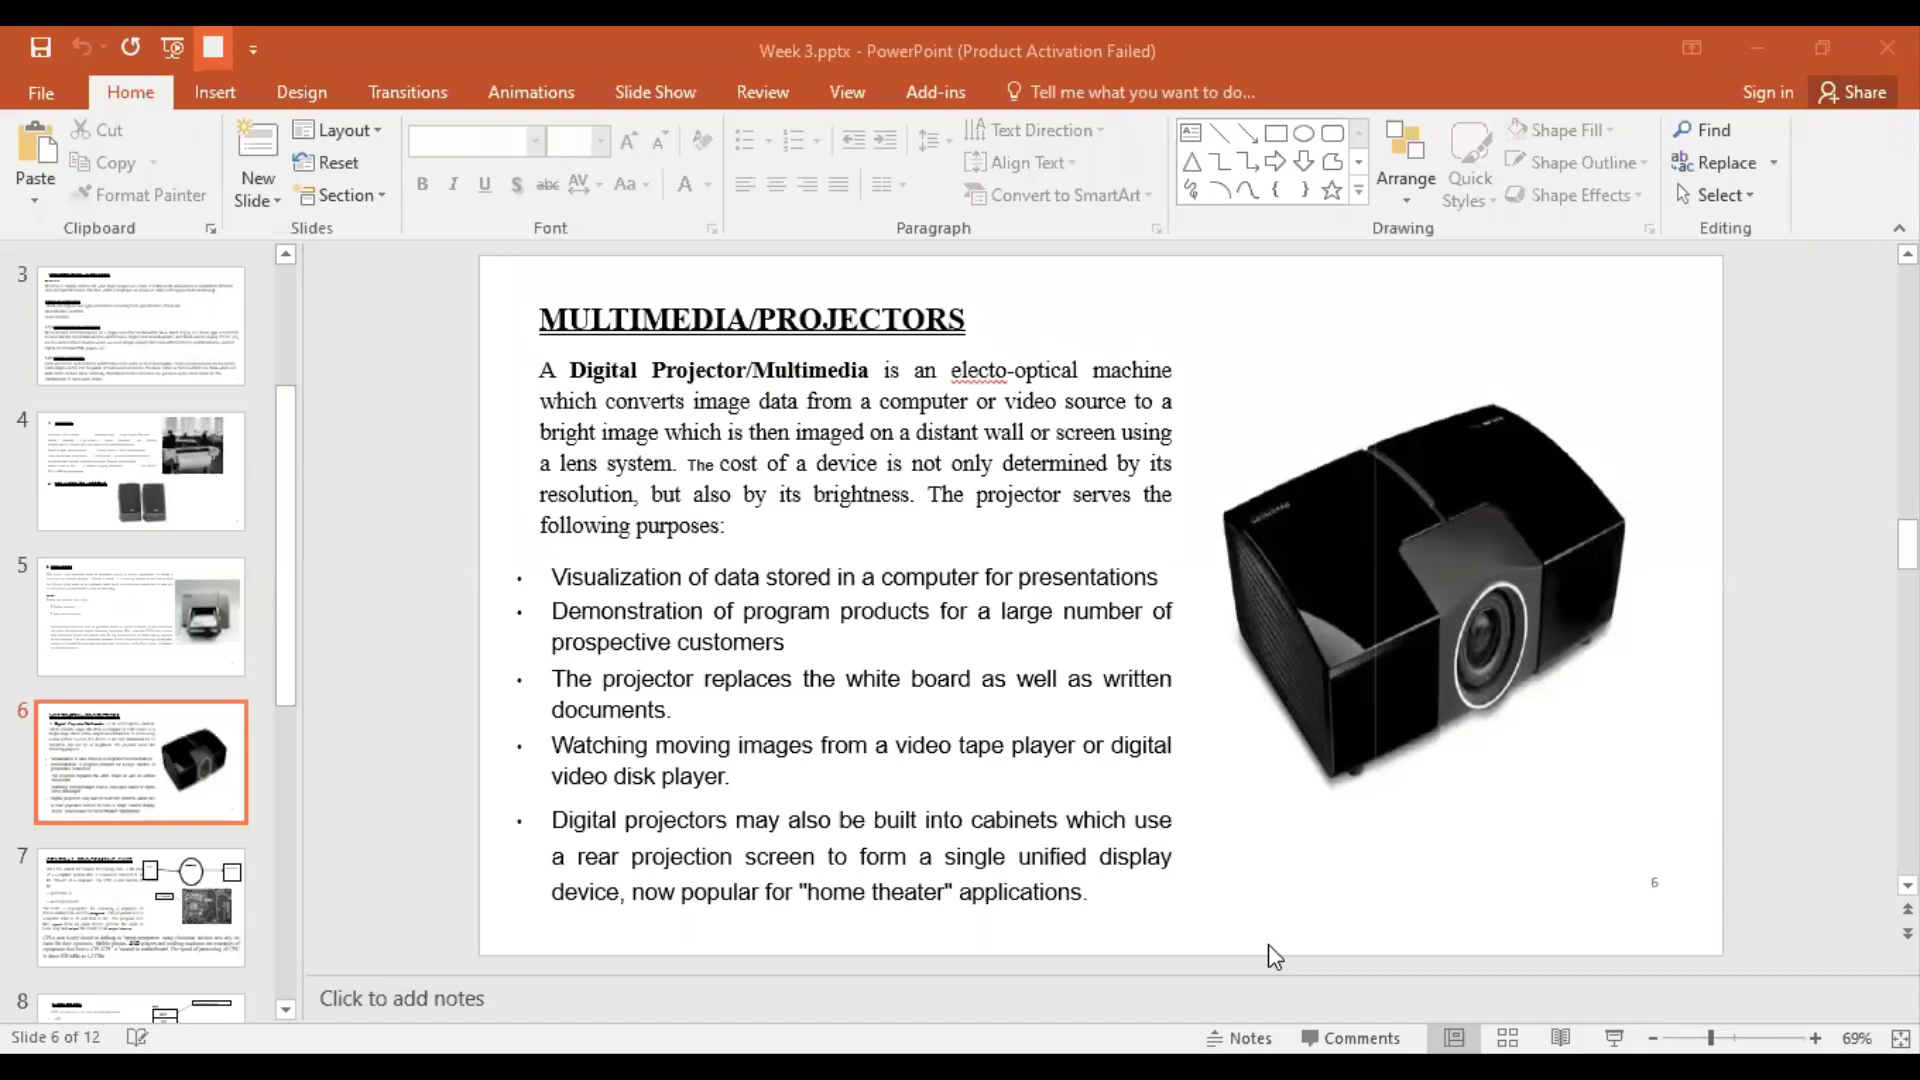 Week 3.pptx - PowerPoint (Product Activation Failed)
File Home Insert Design Transitions Animations Slide Show Review View Add-ins Tell me what you want to do... Sign in Share
Paste
Cut
Copy
Format Painter
Clipboard
New Slide
Layout
Reset
Section
Slides
B I U S abc AV Aa A
Font
Text Direction
Align Text
Convert to SmartArt
Paragraph
Arrange
Quick Styles
Shape Fill
Shape Outline
Shape Effects
Drawing
Find
Replace
Select
Editing
3
4
5
6
7
8
MULTIMEDIA/PROJECTORS
A Digital Projector/Multimedia is an electo-optical machine
which converts image data from a computer or video source to a
bright image which is then imaged on a distant wall or screen using
a lens system. The cost of a device is not only determined by its
resolution, but also by its brightness. The projector serves the
following purposes:
• Visualization of data stored in a computer for presentations
• Demonstration of program products for a large number of
prospective customers
• The projector replaces the white board as well as written
documents.
• Watching moving images from a video tape player or digital
video disk player.
• Digital projectors may also be built into cabinets which use
a rear projection screen to form a single unified display
device, now popular for "home theater" applications.
6
Click to add notes
Slide 6 of 12
Notes Comments 69%